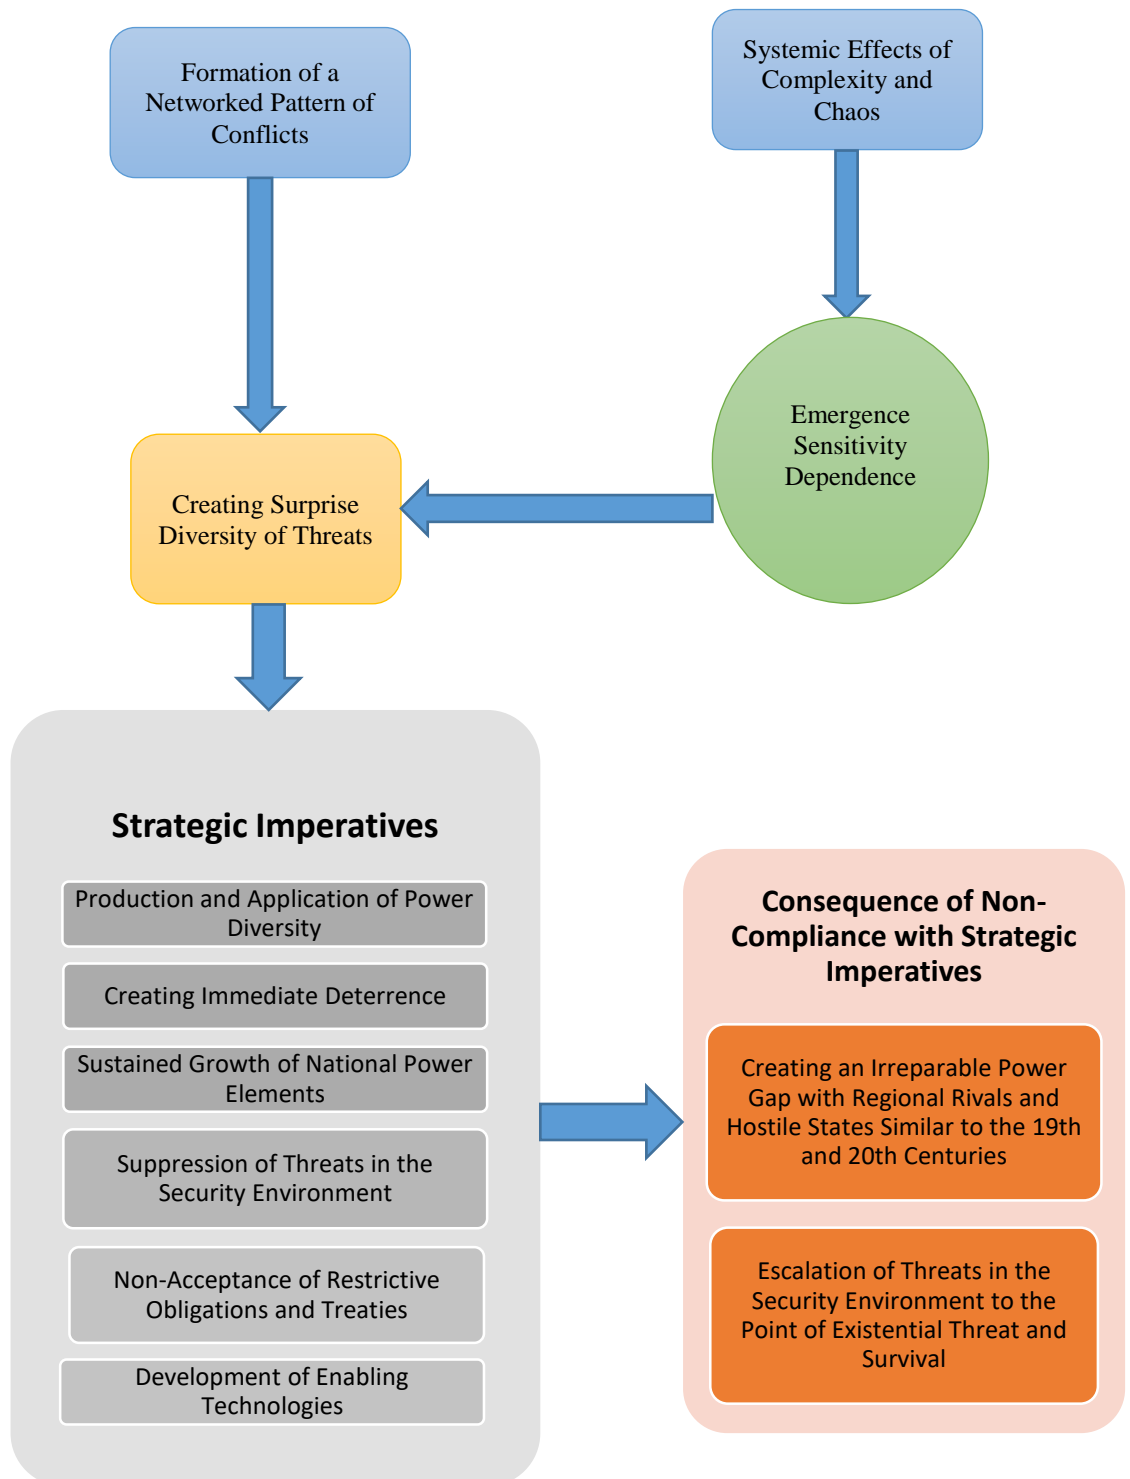 Formation of a
Networked Pattern of
Conflicts
Systemic Effects of
Complexity and
Chaos
Emergence
Sensitivity
Dependence
Creating Surprise
Diversity of Threats
Strategic Imperatives
Production and Application of Power
Diversity
Creating Immediate Deterrence
Sustained Growth of National Power
Elements
Suppression of Threats in the
Security Environment
Non-Acceptance of Restrictive
Obligations and Treaties
Development of Enabling
Technologies
Consequence of Non-
Compliance with Strategic
Imperatives
Creating an Irreparable Power
Gap with Regional Rivals and
Hostile States Similar to the 19th
and 20th Centuries
Escalation of Threats in the
Security Environment to the
Point of Existential Threat and
Survival